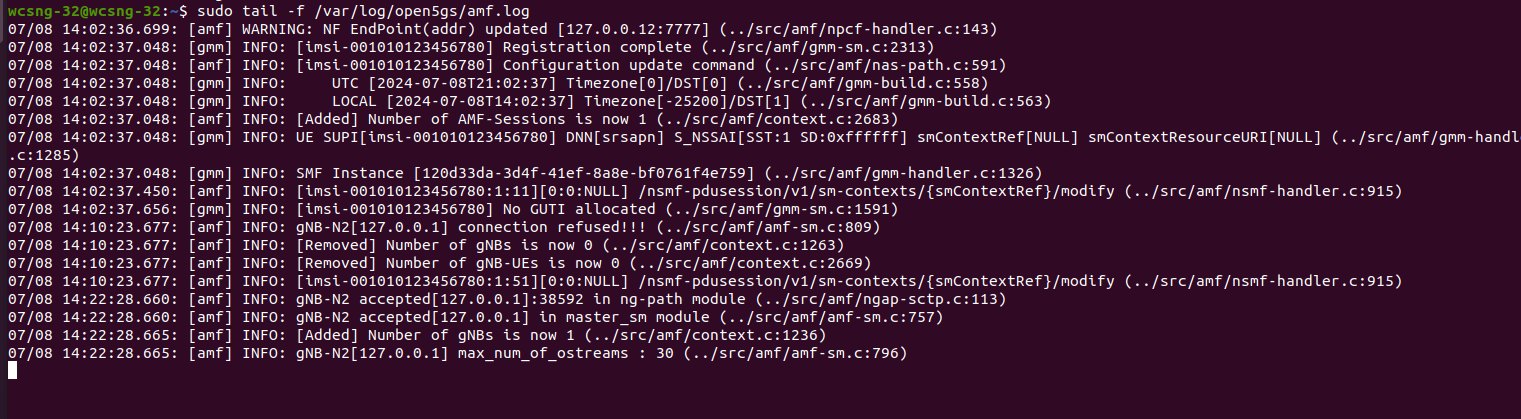 wcsng-32@wcsng-32:~$ sudo tail -f /var/log/open5gs/amf.log
07/08 14:02:36.699: [amf] WARNING: NF EndPoint(addr) updated [127.0.0.12:7777] (../src/amf/npcf-handler.c:143)
07/08 14:02:37.048: [gmm] INFO: [imsi-001010123456780] Registration complete (../src/amf/gmm-sm.c:2313)
07/08 14:02:37.048: [amf] INFO: [imsi-001010123456780] Configuration update command (../src/amf/nas-path.c:591)
07/08 14:02:37.048: [gmm] INFO:     UTC [2024-07-08T21:02:37] Timezone[0]/DST[0] (../src/amf/gmm-build.c:558)
07/08 14:02:37.048: [gmm] INFO:     LOCAL [2024-07-08T14:02:37] Timezone[-25200]/DST[1] (../src/amf/gmm-build.c:563)
07/08 14:02:37.048: [amf] INFO: [Added] Number of AMF-Sessions is now 1 (../src/amf/context.c:2683)
07/08 14:02:37.048: [gmm] INFO: UE SUPI[imsi-001010123456780] DNN[srsapn] S_NSSAI[SST:1 SD:0xffffff] smContextRef[NULL] smContextResourceURI[NULL] (../src/amf/gmm-handl
.c:1285)
07/08 14:02:37.048: [gmm] INFO: SMF Instance [120d33da-3d4f-41ef-8a8e-bf0761f4e759] (../src/amf/gmm-handler.c:1326)
07/08 14:02:37.450: [amf] INFO: [imsi-001010123456780:1:11][0:0:NULL] /nsmf-pdusession/v1/sm-contexts/{smContextRef}/modify (../src/amf/nsmf-handler.c:915)
07/08 14:02:37.656: [gmm] INFO: [imsi-001010123456780] No GUTI allocated (../src/amf/gmm-sm.c:1591)
07/08 14:10:23.677: [amf] INFO: gNB-N2[127.0.0.1] connection refused!!! (../src/amf/amf-sm.c:809)
07/08 14:10:23.677: [amf] INFO: [Removed] Number of gNBs is now 0 (../src/amf/context.c:1263)
07/08 14:10:23.677: [amf] INFO: [Removed] Number of gNB-UEs is now 0 (../src/amf/context.c:2669)
07/08 14:10:23.677: [amf] INFO: [imsi-001010123456780:1:51][0:0:NULL] /nsmf-pdusession/v1/sm-contexts/{smContextRef}/modify (../src/amf/nsmf-handler.c:915)
07/08 14:22:28.660: [amf] INFO: gNB-N2 accepted[127.0.0.1]:38592 in ng-path module (../src/amf/ngap-sctp.c:113)
07/08 14:22:28.660: [amf] INFO: gNB-N2 accepted[127.0.0.1] in master_sm module (../src/amf/amf-sm.c:757)
07/08 14:22:28.665: [amf] INFO: [Added] Number of gNBs is now 1 (../src/amf/context.c:1236)
07/08 14:22:28.665: [amf] INFO: gNB-N2[127.0.0.1] max_num_of_ostreams : 30 (../src/amf/amf-sm.c:796)